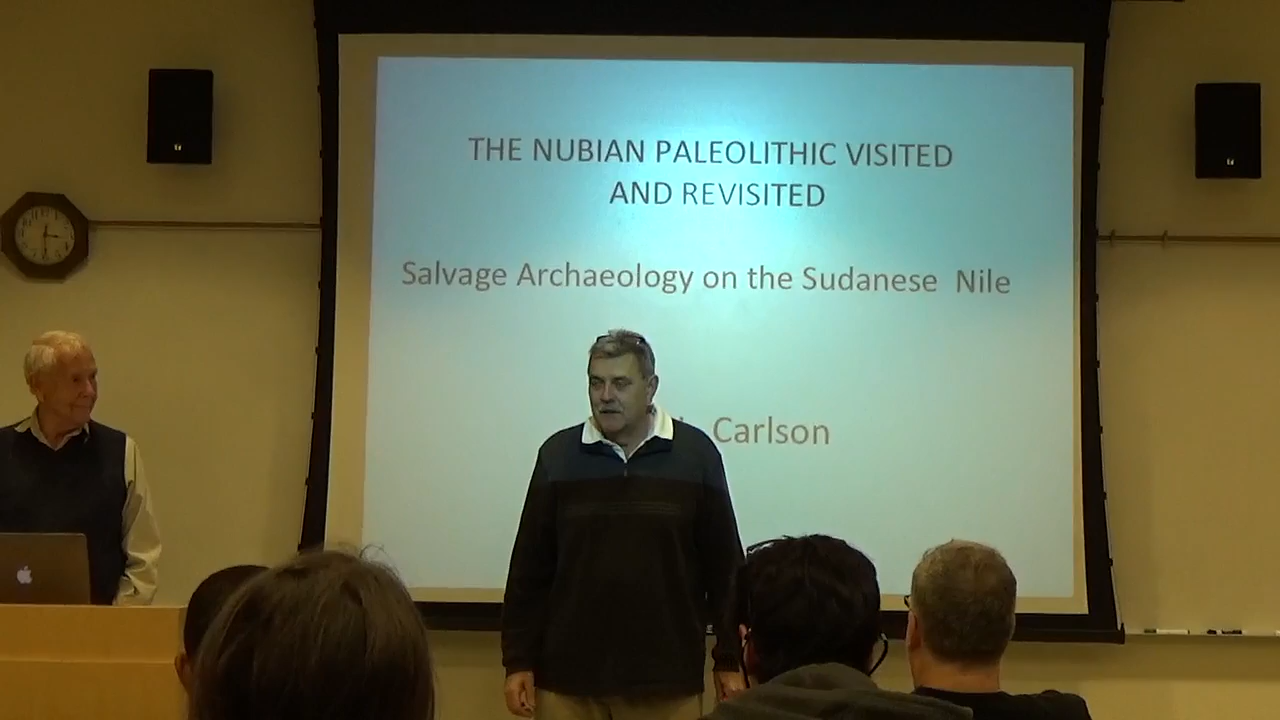 THE NUBIAN PALEOLITHIC VISITED
AND REVISITED
Salvage Archaeology on the Sudanese Nile
Carlson